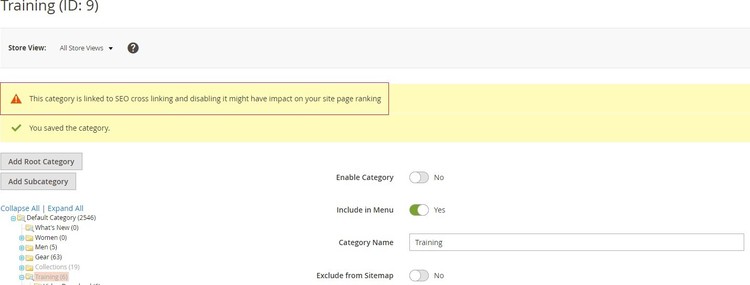 Training (ID: 9)
Store View: All Store Views ?
This category is linked to SEO cross linking and disabling it might have impact on your site page ranking
You saved the category.
Add Root Category
Add Subcategory
Collapse All | Expand All
Default Category (2546)
What's New (0)
Women (0)
Men (5)
Gear (63)
Collections (19)
Training (6)
Enable Category No
Include in Menu Yes
Category Name Training
Exclude from Sitemap No